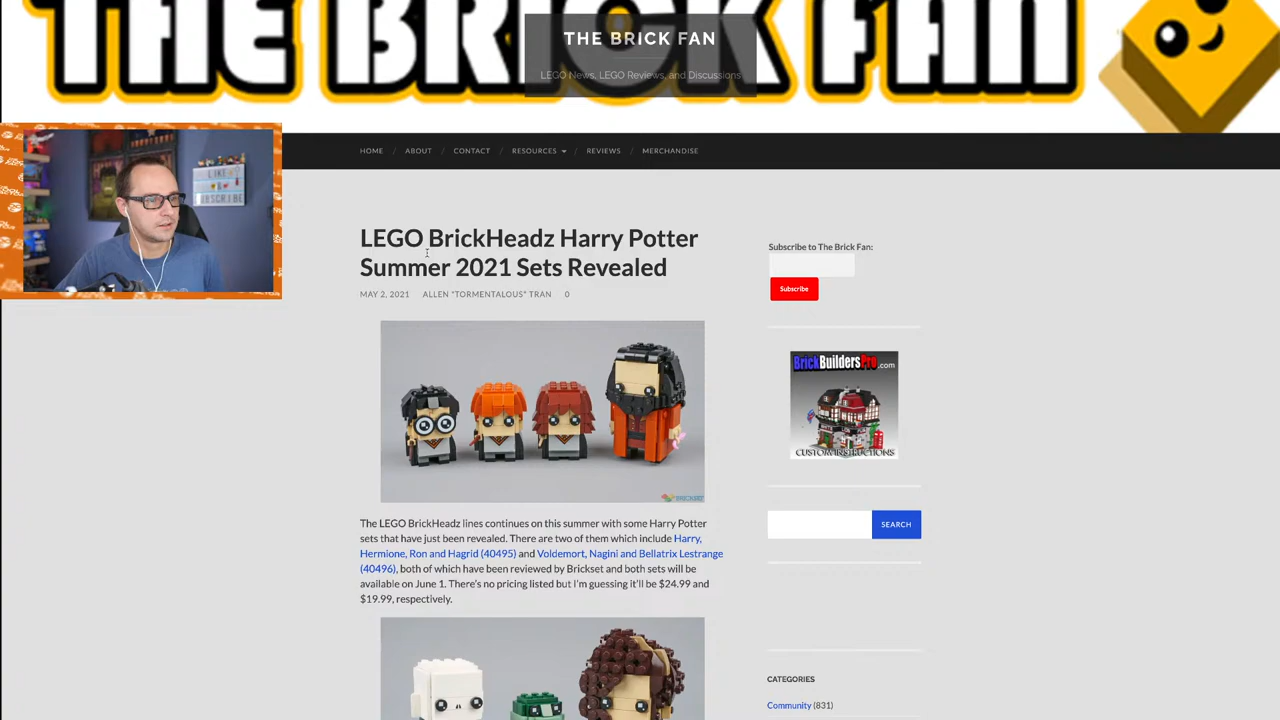 THE BRICK FAN
THE BRICK FAN
LEGO News, LEGO Reviews, and Discussions
HOME / ABOUT / CONTACT / RESOURCES / REVIEWS / MERCHANDISE
LIKE
SUBSCRIBE
LEGO BrickHeadz Harry Potter
Summer 2021 Sets Revealed
MAY 2, 2021 ALLEN "TORMENTALOUS" TRAN 0
Subscribe to The Brick Fan:
Subscribe
BrickBuildersPro.com
CUSTOM INSTRUCTIONS
BRICKSET
The LEGO BrickHeadz lines continues on this summer with some Harry Potter
sets that have just been revealed. There are two of them which include Harry,
Hermione, Ron and Hagrid (40495) and Voldemort, Nagini and Bellatrix Lestrange
(40496), both of which have been reviewed by Brickset and both sets will be
available on June 1. There's no pricing listed but I'm guessing it'll be $24.99 and
$19.99, respectively.
SEARCH
CATEGORIES
Community (831)